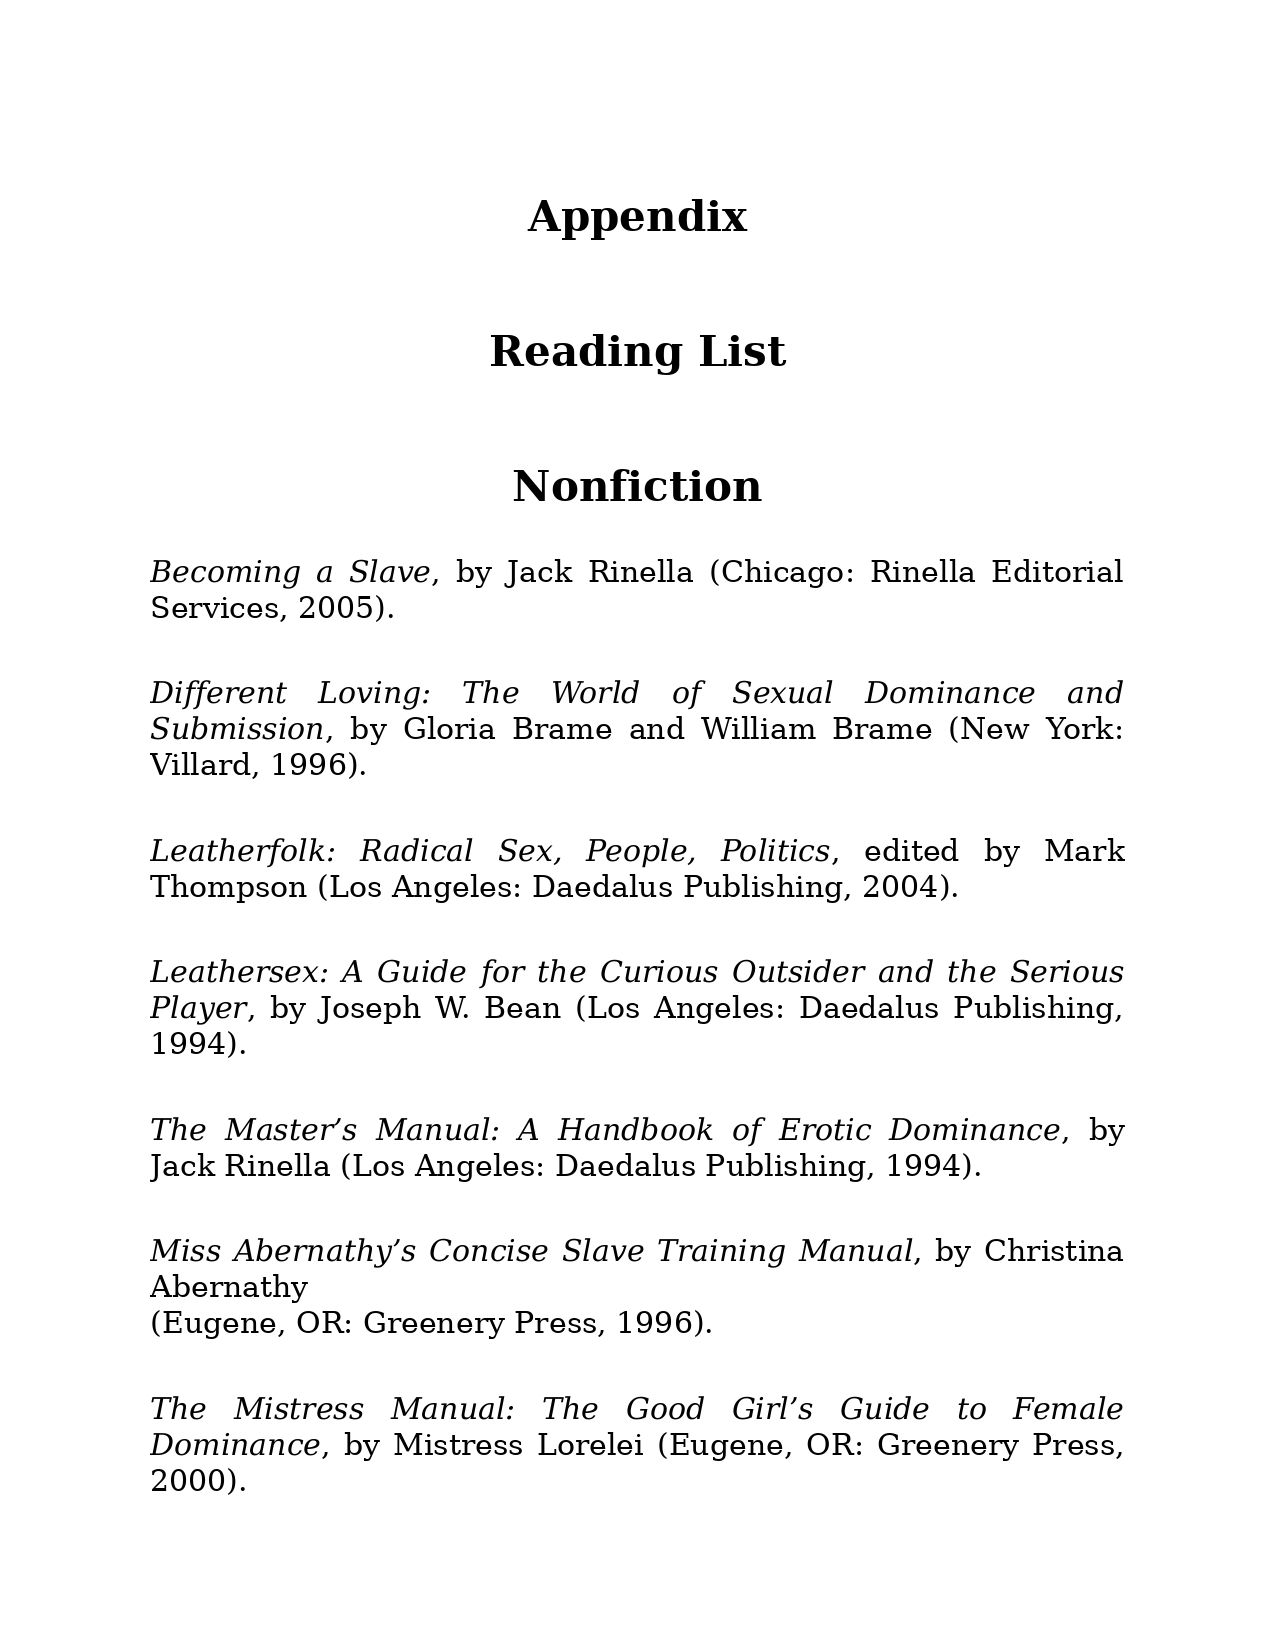 Appendix
Reading List
Nonfiction
Becoming a Slave, by Jack Rinella (Chicago: Rinella Editorial
Services, 2005).
Different Loving: The World of Sexual Dominance and
Submission, by Gloria Brame and William Brame (New York:
Villard, 1996).
Leatherfolk: Radical Sex, People, Politics, edited by Mark
Thompson (Los Angeles: Daedalus Publishing, 2004).
Leathersex: A Guide for the Curious Outsider and the Serious
Player, by Joseph W. Bean (Los Angeles: Daedalus Publishing,
1994).
The Master’s Manual: A Handbook of Erotic Dominance, by
Jack Rinella (Los Angeles: Daedalus Publishing, 1994).
Miss Abernathy’s Concise Slave Training Manual, by Christina
Abernathy
(Eugene, OR: Greenery Press, 1996).
The Mistress Manual: The Good Girl’s Guide to Female
Dominance, by Mistress Lorelei (Eugene, OR: Greenery Press,
2000).